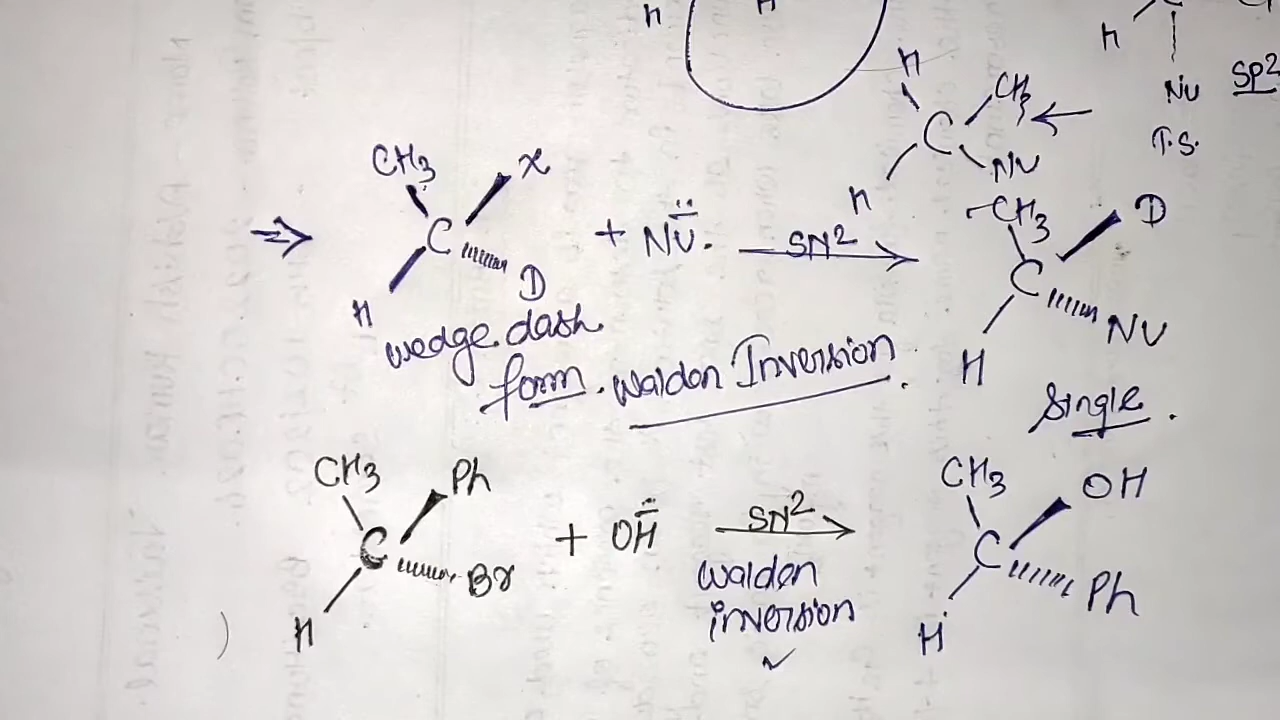 H
H
H
Nu
SP2
T.S.
H
CH3
C
H
Nu
CH3
X
C
H
D
+ Nü.
SN2
CH3
D
C
H
Nu
wedge dash
form. Walden Inversion.
Single.
CH3
Ph
C
H
Br
+ OH
SN2
Walden
inversion
CH3
OH
C
H
Ph